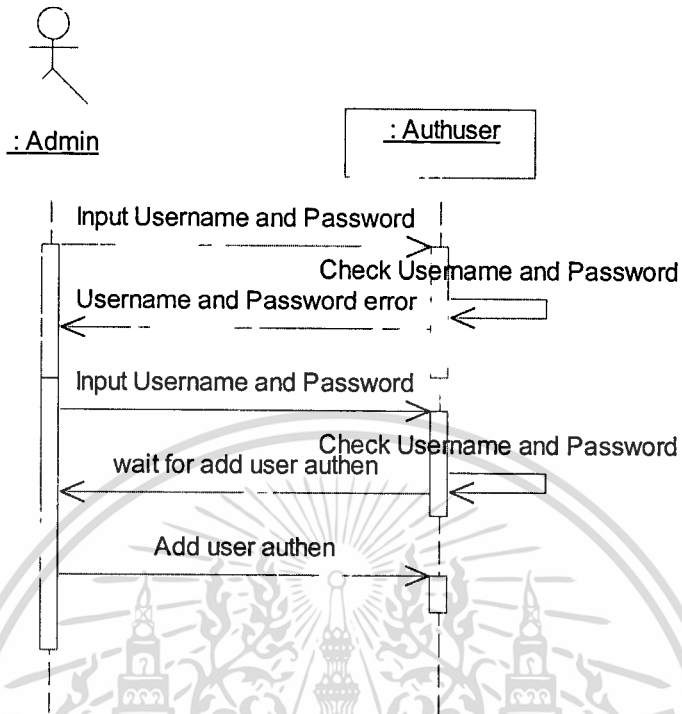 : Admin
: Authuser
Input Username and Password
Check Username and Password
Username and Password error
Input Username and Password
Check Username and Password
wait for add user authen
Add user authen